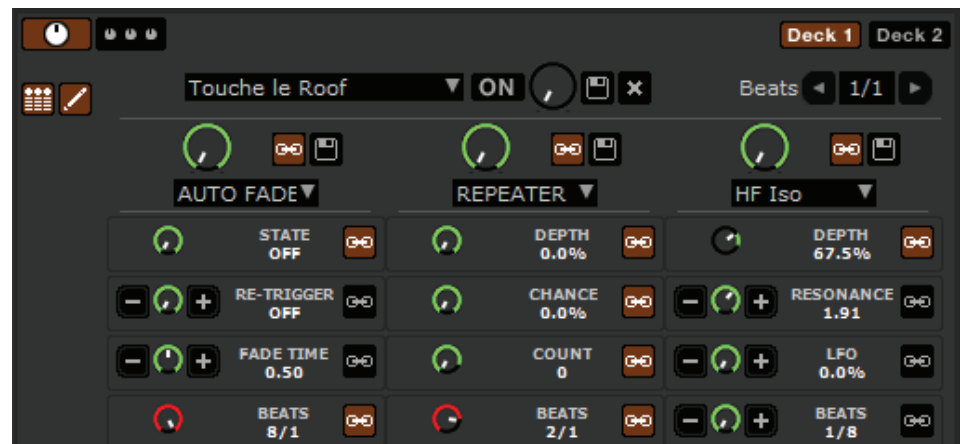 Deck 1 Deck 2
Touche le Roof ON Beats 1/1
AUTO FADE REPEATER HF Iso
STATE DEPTH DEPTH
OFF 0.0% 67.5%
RE-TRIGGER CHANCE RESONANCE
OFF 0.0% 1.91
FADE TIME COUNT LFO
0.50 0 0.0%
BEATS BEATS BEATS
8/1 2/1 1/8